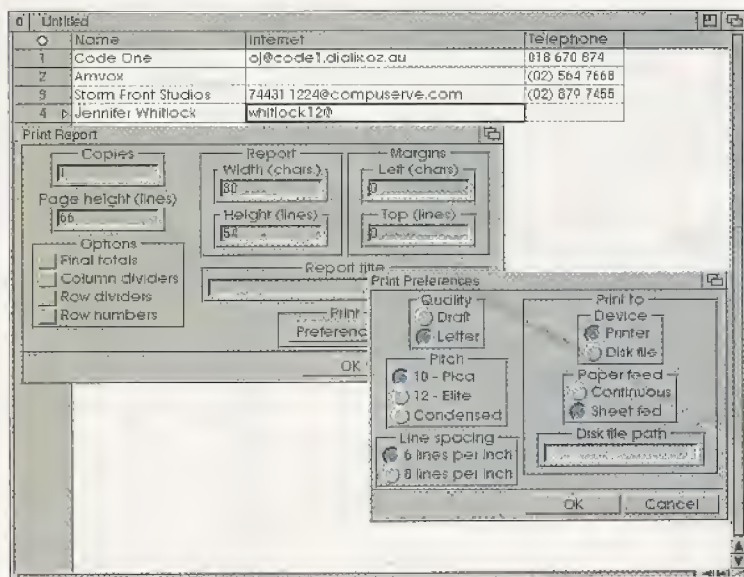 Untitled
Name Internet Telephone
1 Code One oj@code1.dialix.oz.au 018 670 874
2 Amvox (02) 564 7668
3 Storm Front Studios 74431.1224@compuserve.com (02) 879 7455
4 Jennifer Whitlock whitlock12@
Print Report
Copies
1
Page height (lines)
66
Options
Final totals
Column dividers
Row dividers
Row numbers
Report
Width (chars)
80
Height (lines)
54
Margins
Left (chars)
0
Top (lines)
0
Report title
Print
Preferenc
OK
Print Preferences
Quality
Draft
Letter
Pitch
10 - Pica
12 - Elite
Condensed
Line spacing
6 lines per inch
8 lines per inch
Print to
Device
Printer
Disk file
Paper feed
Continuous
Sheet fed
Disk file path
OK Cancel